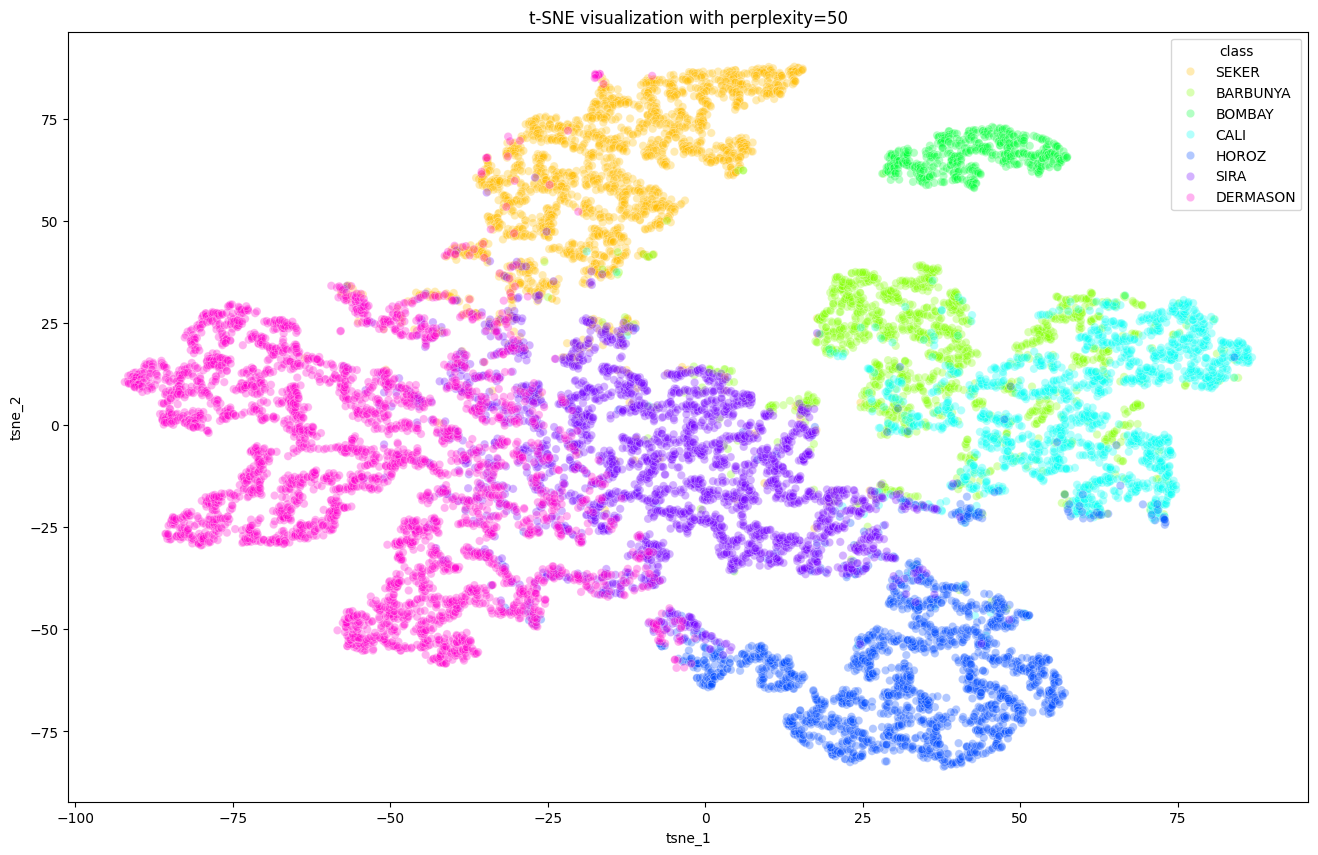 t-SNE visualization with perplexity=50
class
SEKER
BARBUNYA
BOMBAY
CALI
HOROZ
SIRA
DERMASON
75
50
25
0
−25
−50
−75
tsne_2
−100
−75
−50
−25
0
25
50
75
tsne_1